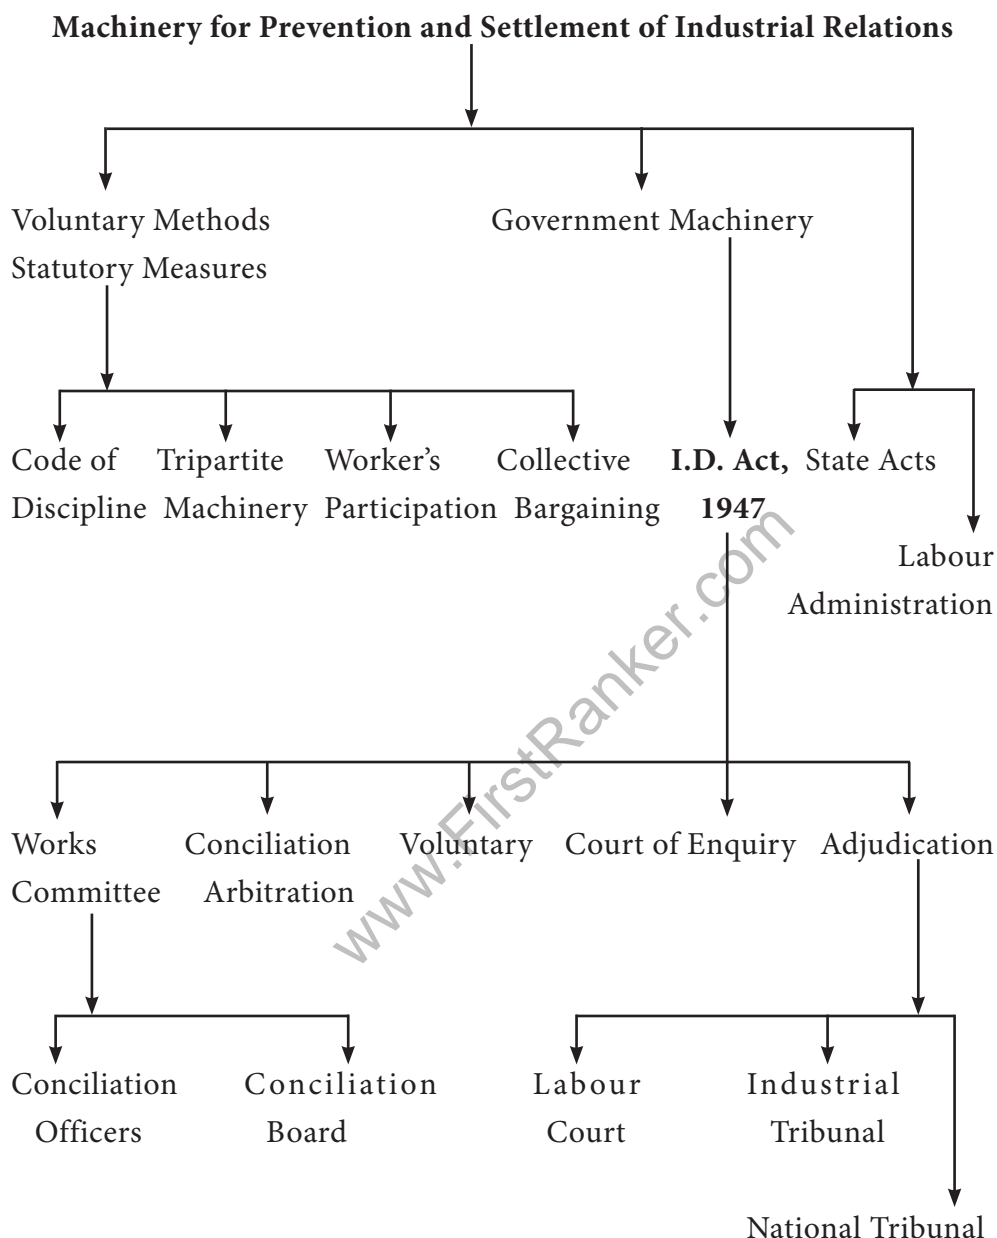 Machinery for Prevention and Settlement of Industrial Relations
Voluntary Methods
Statutory Measures
Government Machinery
Code of
Discipline
Tripartite
Machinery
Worker's
Participation
Collective
Bargaining
I.D. Act,
1947
State Acts
Labour
Administration
www.FirstRanker.com
Works
Committee
Conciliation
Arbitration
Voluntary
Court of Enquiry
Adjudication
Conciliation
Officers
Conciliation
Board
Labour
Court
Industrial
Tribunal
National Tribunal